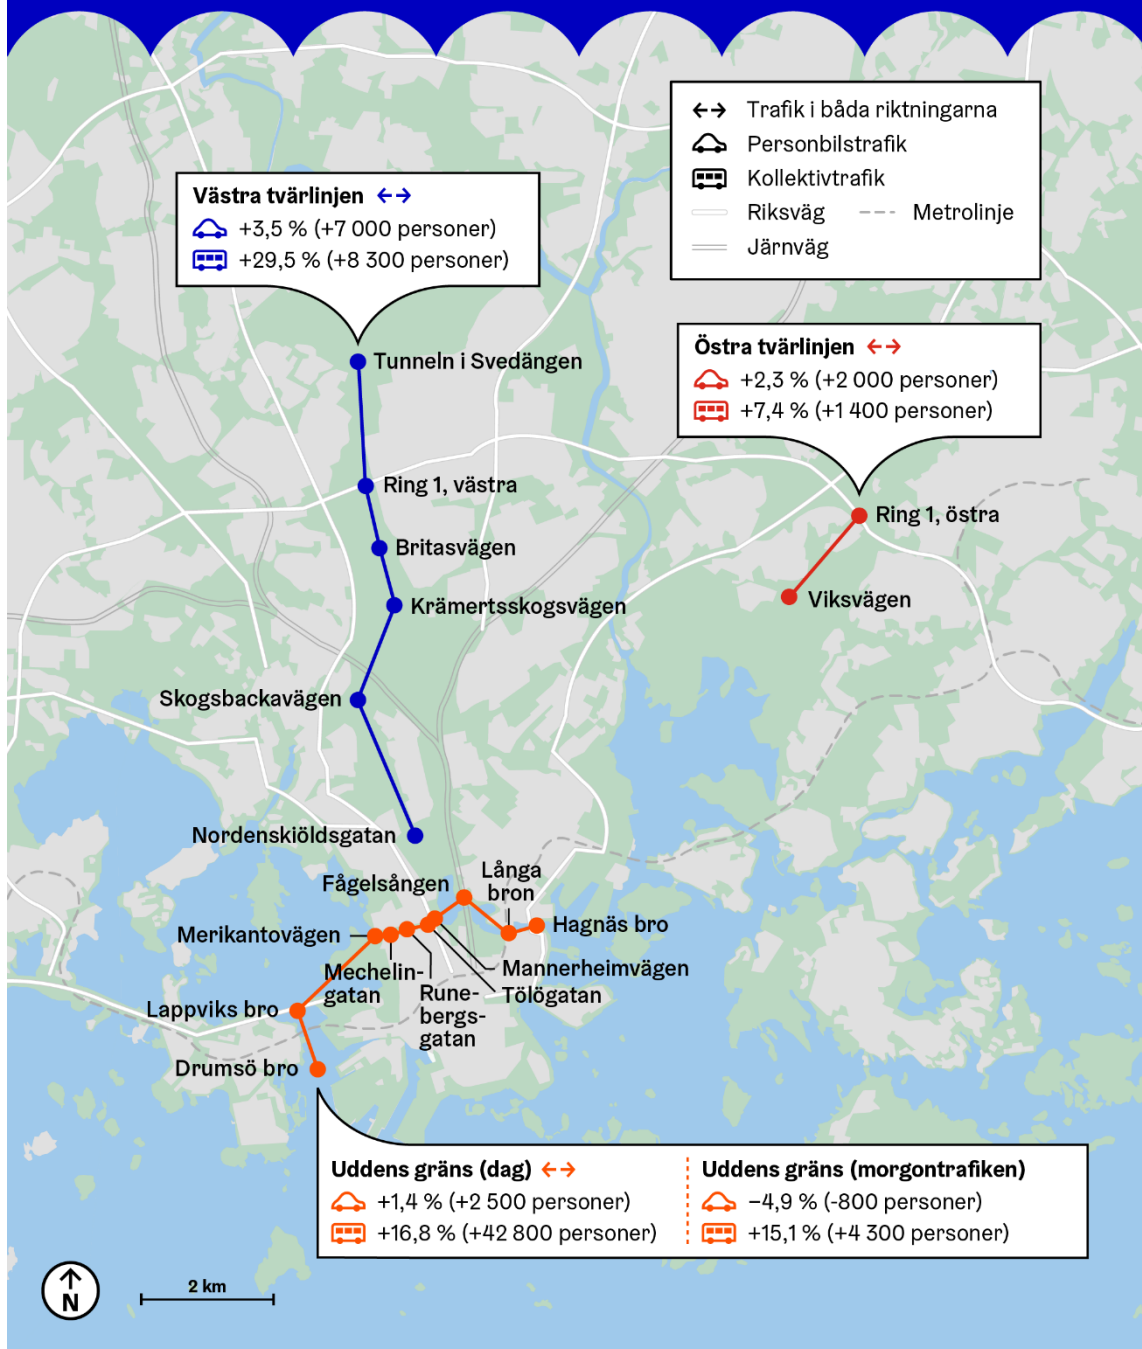 Trafik i båda riktningarna
Personbilstrafik
Kollektivtrafik
Riksväg
Metrolinje
Järnväg
Västra tvärlinjen
+3,5 % (+7 000 personer)
+29,5 % (+8 300 personer)
Östra tvärlinjen
+2,3 % (+2 000 personer)
+7,4 % (+1 400 personer)
Tunneln i Svedängen
Ring 1, västra
Ring 1, östra
Britasvägen
Krämertsskogsvägen
Viksvägen
Skogsbackavägen
Nordenskiöldsgatan
Fågelsången
Långa
bron
Hagnäs bro
Merikantovägen
Mechelin-
gatan
Mannerheimvägen
Tölögatan
Rune-
bergs-
gatan
Lappviks bro
Drumsö bro
Uddens gräns (dag)
+1,4 % (+2 500 personer)
+16,8 % (+42 800 personer)
Uddens gräns (morgontrafiken)
−4,9 % (-800 personer)
+15,1 % (+4 300 personer)
N
2 km